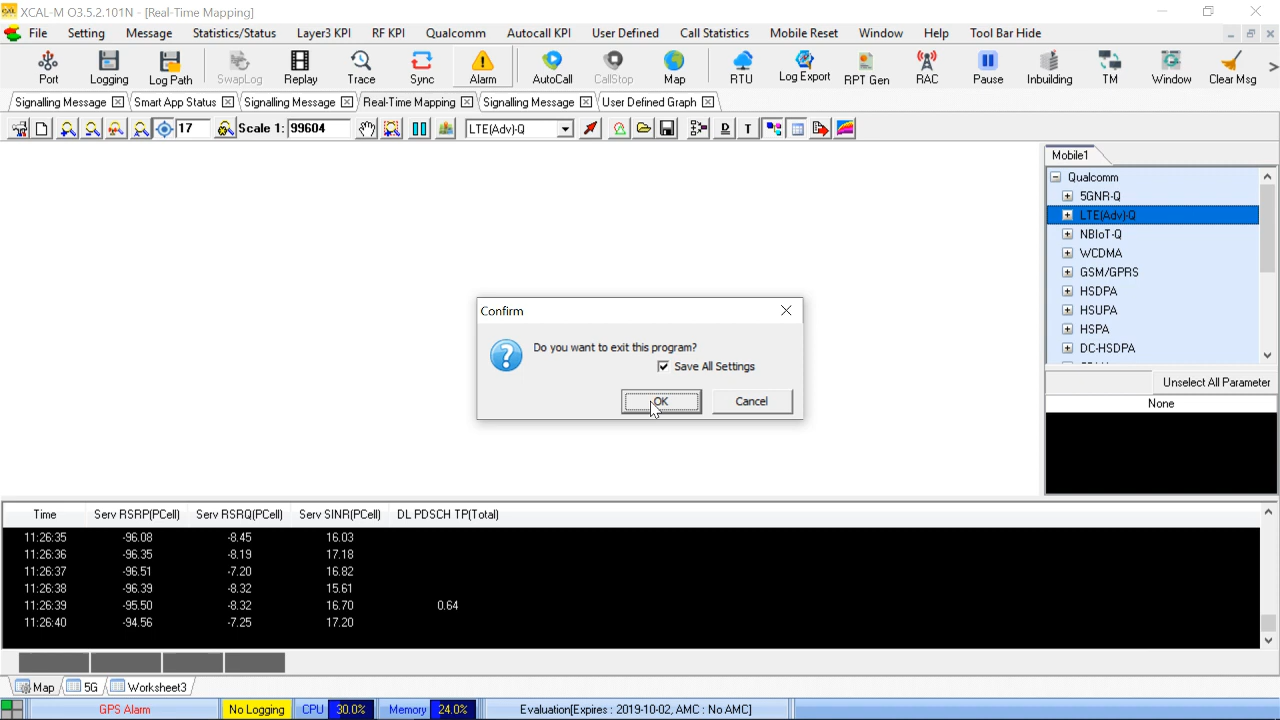 XCAL-M O3.5.2.101N - [Real-Time Mapping]
File Setting Message Statistics/Status Layer3 KPI RF KPI Qualcomm Autocall KPI User Defined Call Statistics Mobile Reset Window Help Tool Bar Hide
Port Logging Log Path SwapLog Replay Trace Sync Alarm AutoCall CallStop Map RTU Log Export RPT Gen RAC Pause Inbuilding TM Window Clear Msg
Signalling Message Smart App Status Signalling Message Real-Time Mapping Signalling Message User Defined Graph
17 Scale 1: 99604 LTE(Adv)-Q D T
Mobile1
Qualcomm
5GNR-Q
LTE(Adv)-Q
NBIoT-Q
WCDMA
GSM/GPRS
HSDPA
HSUPA
HSPA
DC-HSDPA
Unselect All Parameter
None
Confirm
Do you want to exit this program?
Save All Settings
OK Cancel
Time Serv RSRP(PCell) Serv RSRQ(PCell) Serv SINR(PCell) DL PDSCH TP(Total)
11:26:35 -96.08 -8.45 16.03
11:26:36 -96.35 -8.19 17.18
11:26:37 -96.51 -7.20 16.82
11:26:38 -96.39 -8.32 15.61
11:26:39 -95.50 -8.32 16.70 0.64
11:26:40 -94.56 -7.25 17.20
Map 5G Worksheet3
GPS Alarm No Logging CPU 30.0% Memory 24.0% Evaluation[Expires : 2019-10-02, AMC : No AMC]